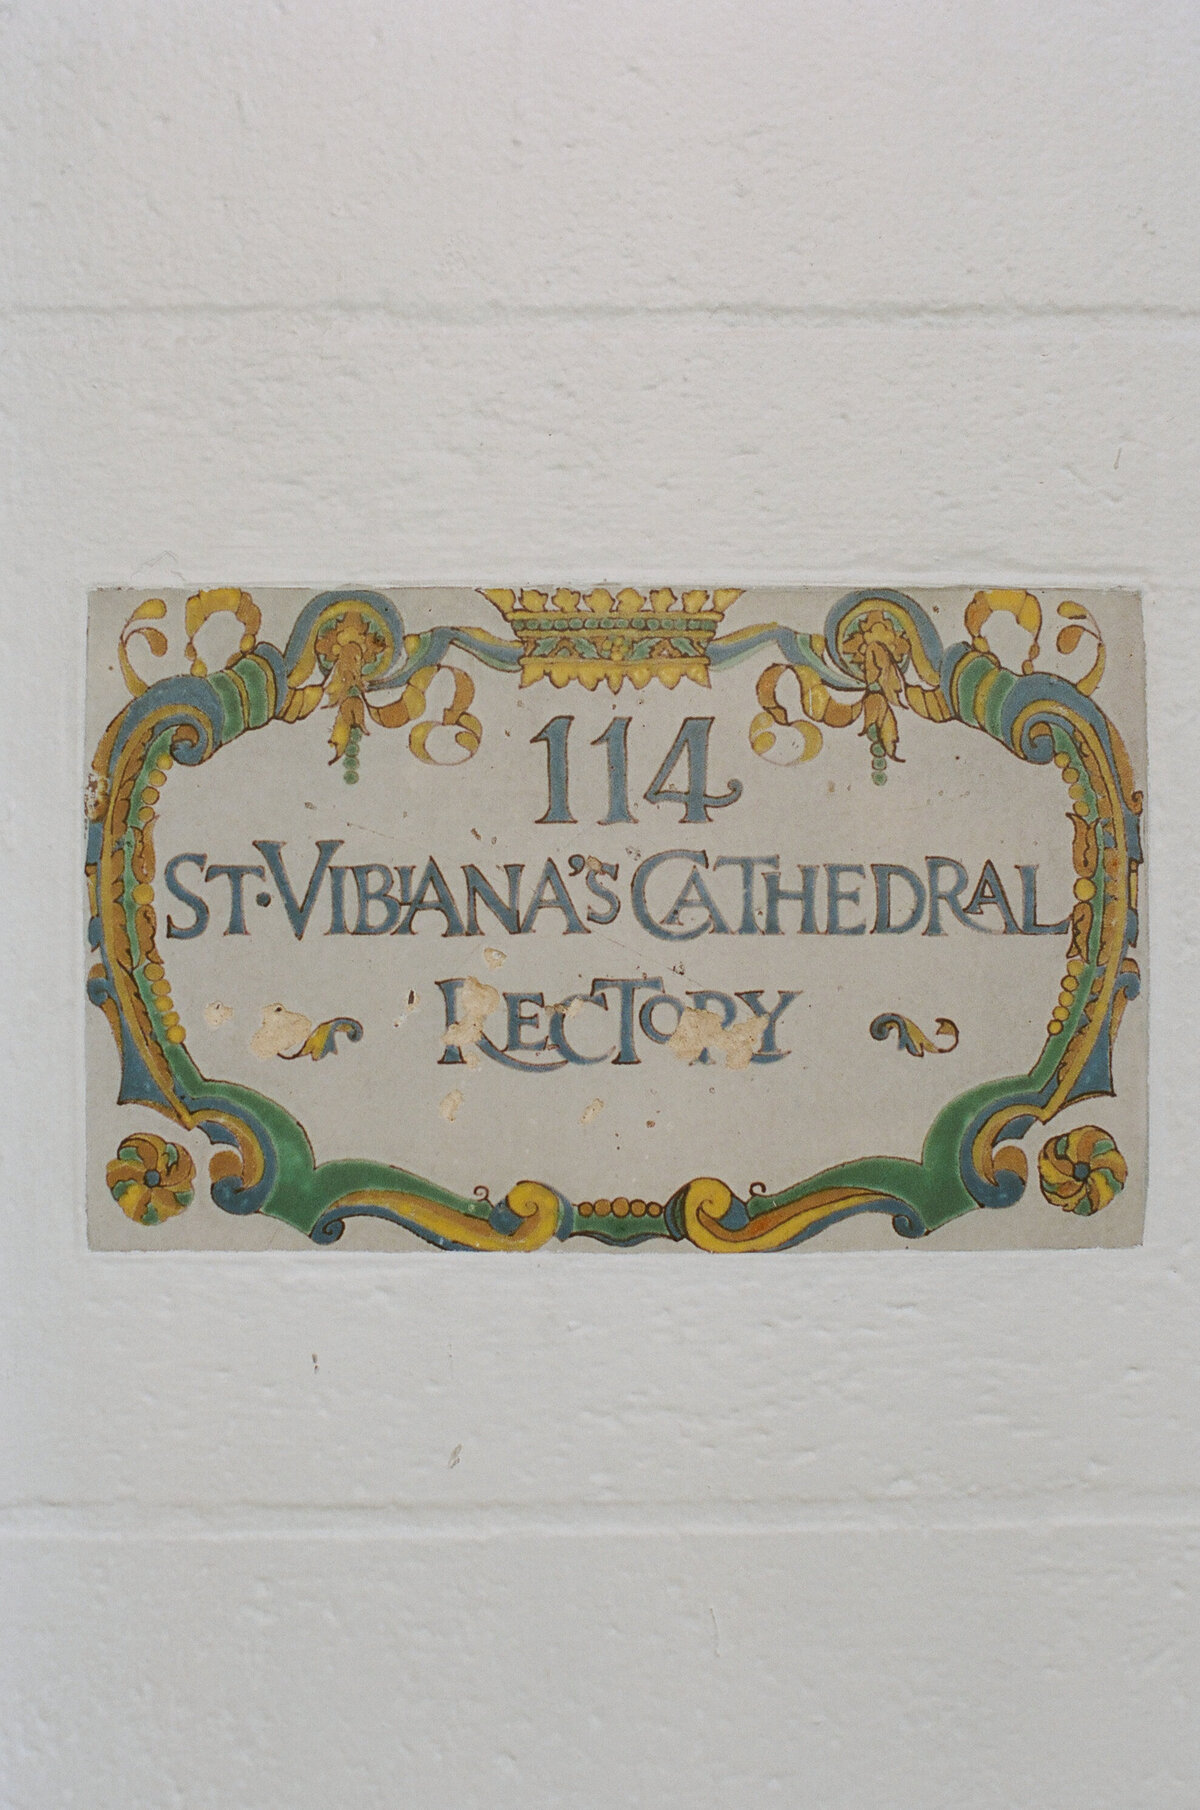 114
ST·VIBIANA'S CATHEDRAL
RECTORY